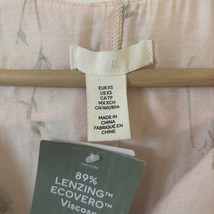 EUR XS
US XS
CA TF
MX XCH
CN 160/80A
MADE IN
CHINA
FABRIQUÉ EN
CHINE
89%
LENZING™
ECOVERO™
Viscose